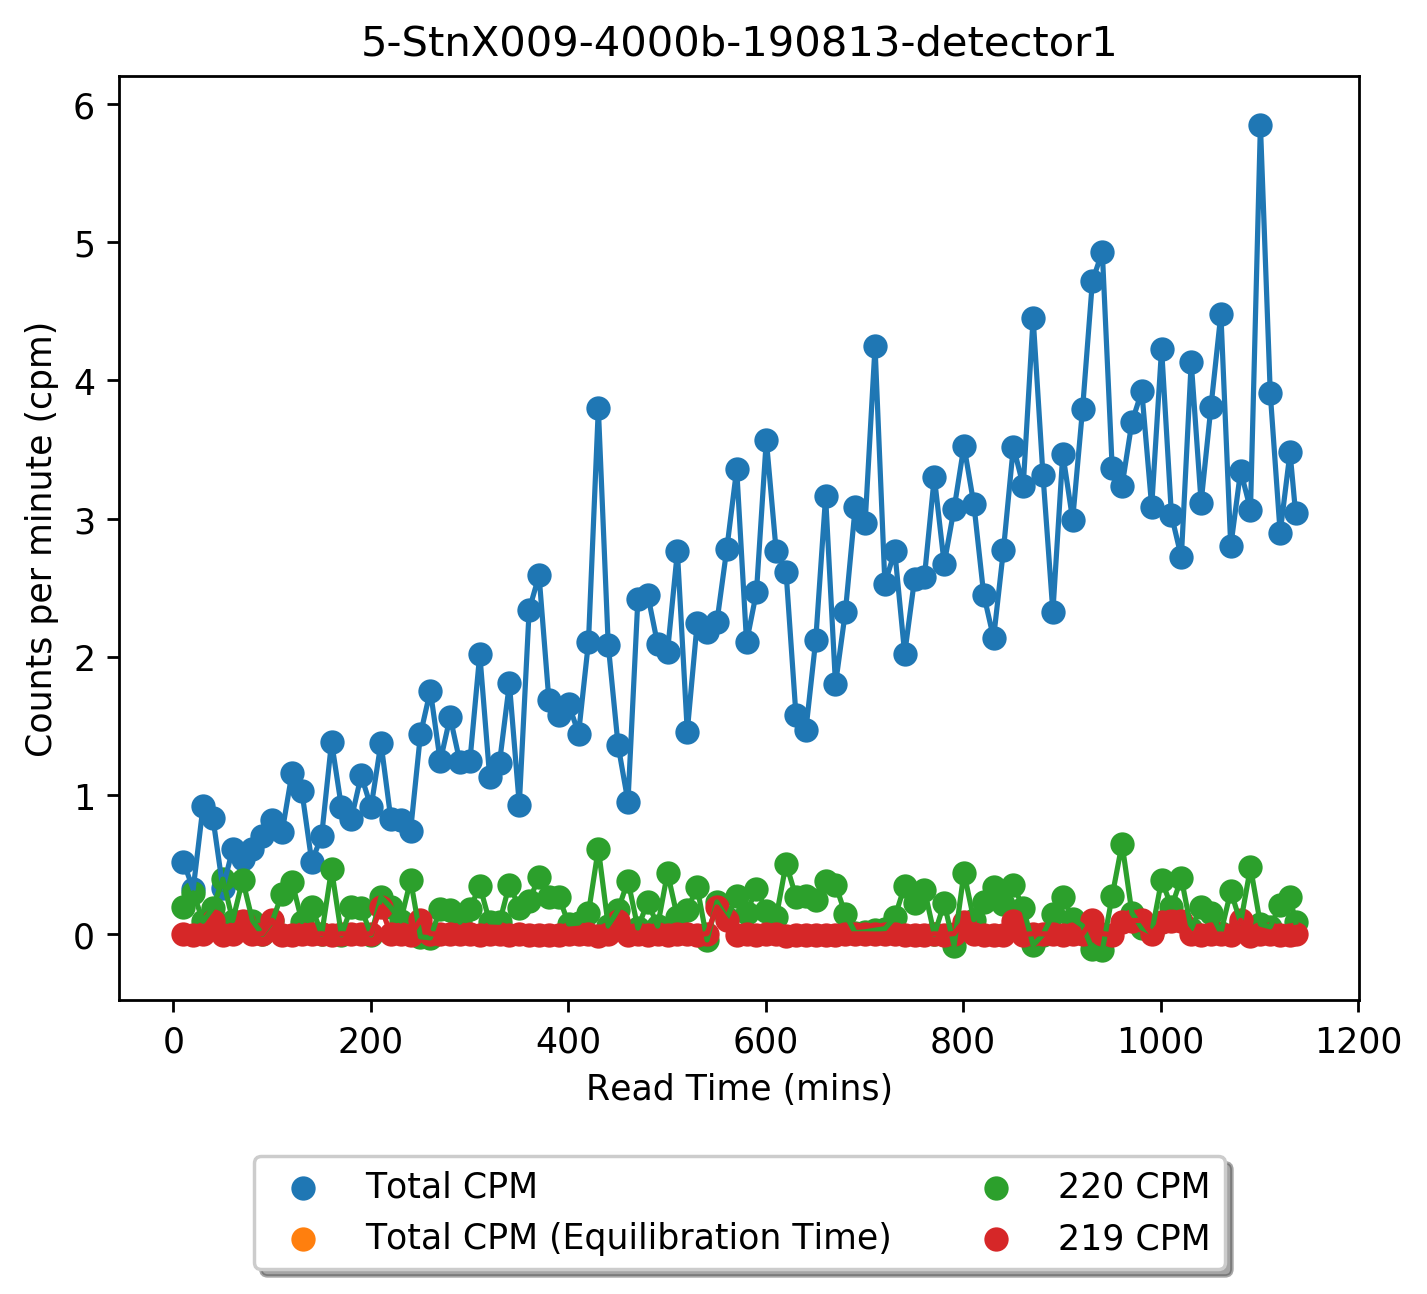 5-StnX009-4000b-190813-detector1
Counts per minute (cpm)
6
5
4
3
2
1
0
0 200 400 600 800 1000 1200
Read Time (mins)
Total CPM
Total CPM (Equilibration Time)
220 CPM
219 CPM